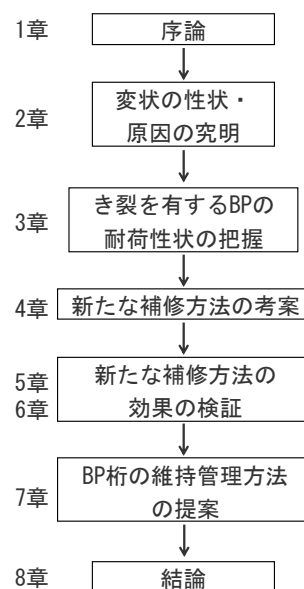 1章
序論
2章
変状の性状・
原因の究明
3章
き裂を有するBPの
耐荷性状の把握
4章
新たな補修方法の考案
5章
6章
新たな補修方法の
効果の検証
7章
BP桁の維持管理方法
の提案
8章
結論